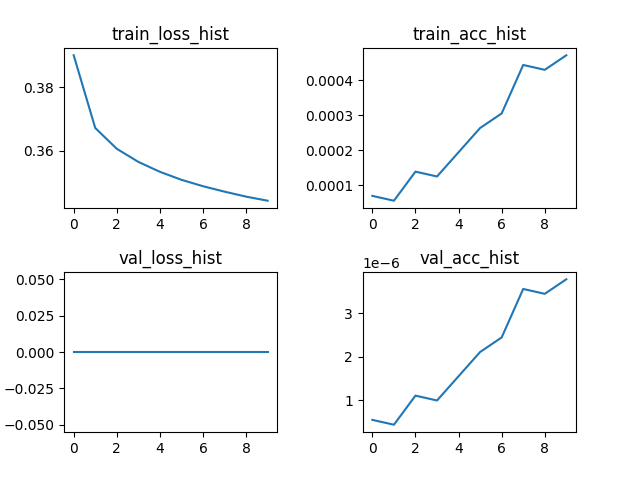 train_loss_hist
train_acc_hist
0.38
0.36
0 2 4 6 8
0.0004
0.0003
0.0002
0.0001
0 2 4 6 8
val_loss_hist
1e-6 val_acc_hist
0.050
0.025
0.000
−0.025
−0.050
0 2 4 6 8
3
2
1
0 2 4 6 8